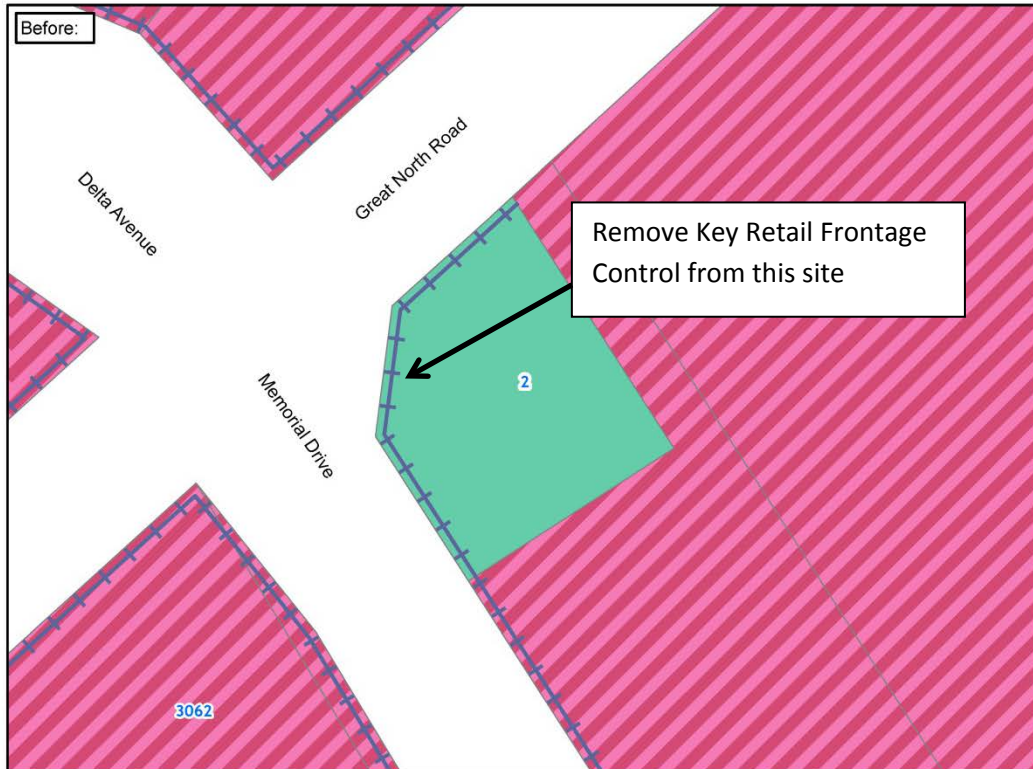 Before:
Great North Road
Delta Avenue
Remove Key Retail Frontage
Control from this site
2
Memorial Drive
3062